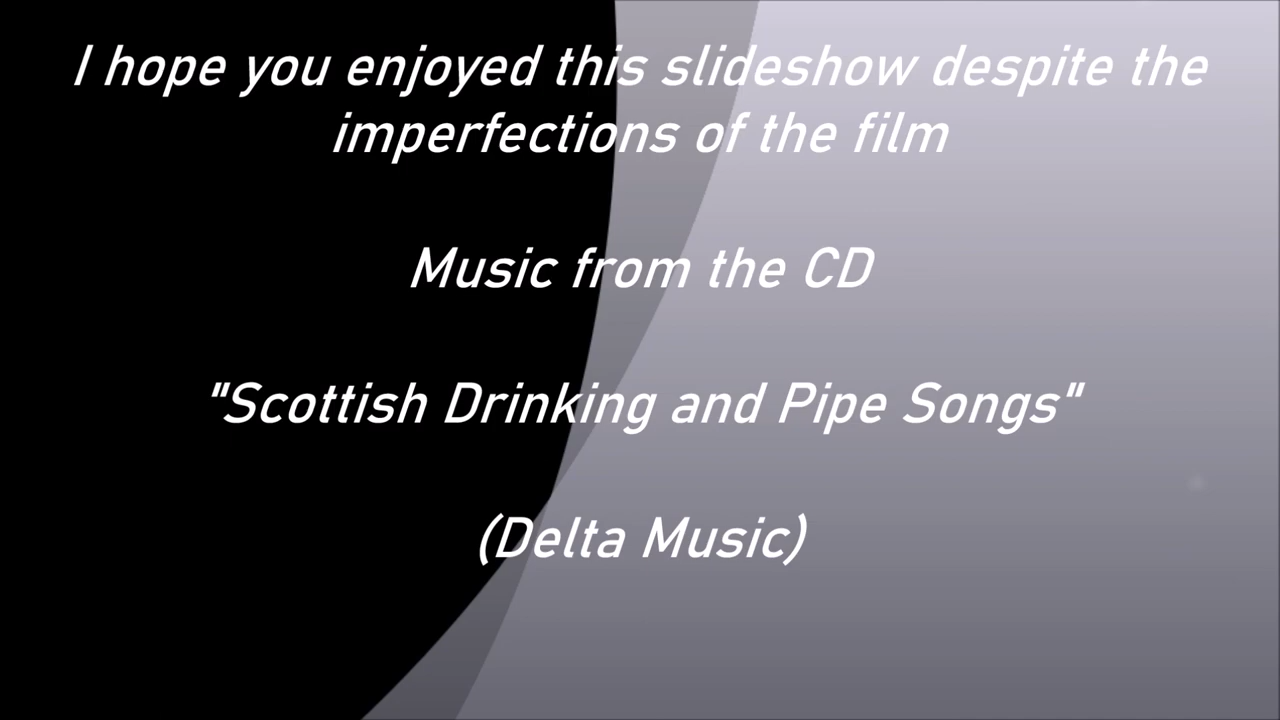 I hope you enjoyed this slideshow despite the
imperfections of the film
Music from the CD
"Scottish Drinking and Pipe Songs"
(Delta Music)